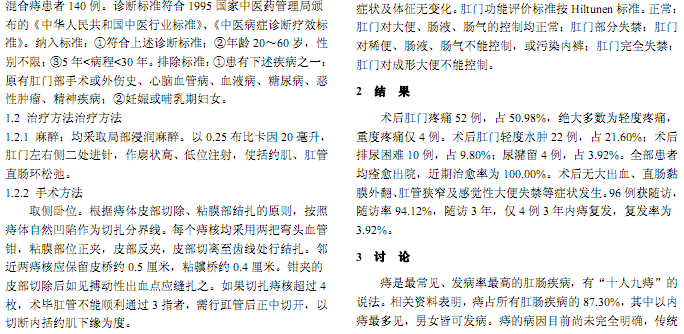 混合痔患者 140 例。诊断标准符合 1995 国家中医药管理局颁
布的《中华人民共和国中医行业标准》、《中医病症诊断疗效标
准》。纳入标准：①符合上述诊断标准；②年龄 20～60 岁，性
别不限；③5 年<病程<30 年。排除标准：①患有下述疾病之一：
原有肛门部手术或外伤史、心脑血管病、血液病、糖尿病、恶
性肿瘤、精神疾病；②妊娠或哺乳期妇女。
1.2 治疗方法治疗方法
1.2.1 麻醉：均采取局部浸润麻醉。以 0.25 布比卡因 20 毫升，
肛门左右侧二处进针，作扇状高、低位注射，使括约肌、肛管
直肠环松弛。
1.2.2 手术方法
取侧卧位。根据痔体皮部切除、粘膜部结扎的原则，按照
痔体自然凹陷作为切扎分界线。每个痔核均采用两把弯头血管
钳，粘膜部位正夹，皮部反夹，皮部切离至齿线处行结扎。邻
近两痔核应保留皮桥约 0.5 厘米，粘膜桥约 0.4 厘米。钳夹的
皮部切除后如见搏动性出血点应缝扎之。如果切扎痔核超过 4
枚，术毕肛管不能顺利通过 3 指者，需行肛管后正中切开，以
切断内括约肌下缘为度。
症状及体征无变化。肛门功能评价标准按 Hiltunen 标准。正常：
肛门对大便、肠液、肠气的控制均正常；肛门部分失禁：肛门
对稀便、肠液、肠气不能控制，或污染内裤；肛门完全失禁：
肛门对成形大便不能控制。
2 结 果
术后肛门疼痛 52 例，占 50.98%，绝大多数为轻度疼痛，
重度疼痛仅 4 例。术后肛门轻度水肿 22 例，占 21.60%；术后
排尿困难 10 例，占 9.80%；尿潴留 4 例，占 3.92%。全部患者
均痊愈出院，近期治愈率为 100.00%。术后无大出血、直肠黏
膜外翻、肛管狭窄及感觉性大便失禁等症状发生。96 例获随访，
随访率 94.12%，随访 3 年，仅 4 例 3 年内痔复发，复发率为
3.92%。
3 讨 论
痔是最常见、发病率最高的肛肠疾病，有“十人九痔”的
说法。相关资料表明，痔占所有肛肠疾病的 87.30%，其中以内
痔最多见，男女皆可发病。痔的病因目前尚未完全明确，传统